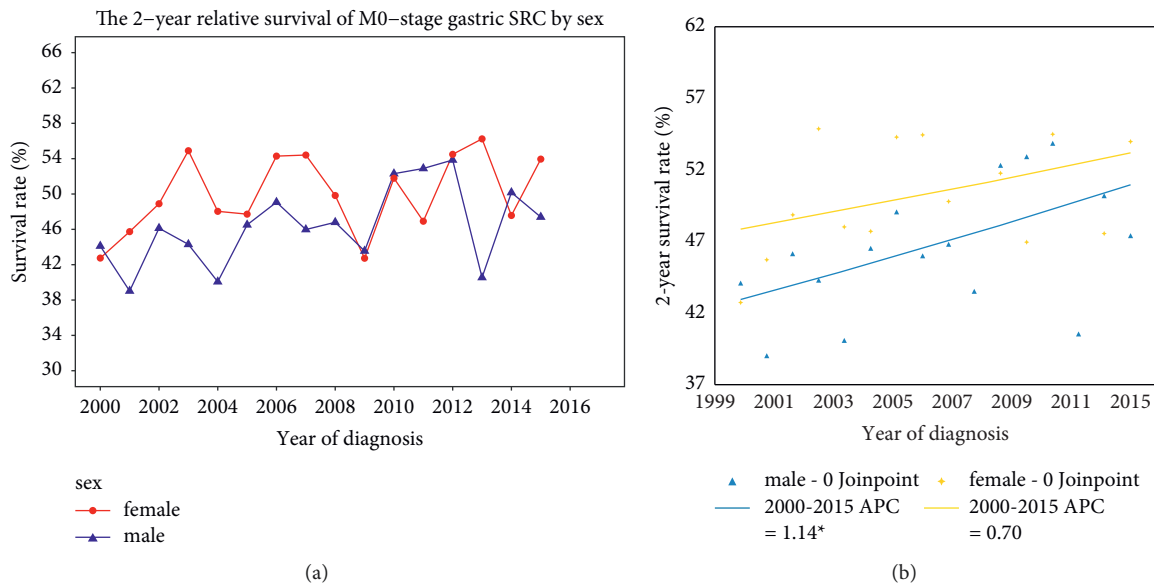 The 2−year relative survival of M0−stage gastric SRC by sex
66
62
58
54
50
46
42
38
34
30
Survival rate (%)
2000 2002 2004 2006 2008 2010 2012 2014 2016
Year of diagnosis
sex
female
male
(a)
62
57
52
47
42
37
2-year survival rate (%)
1999 2001 2003 2005 2007 2009 2011 2013 2015
Year of diagnosis
male - 0 Joinpoint
2000-2015 APC
= 1.14*
female - 0 Joinpoint
2000-2015 APC
= 0.70
(b)